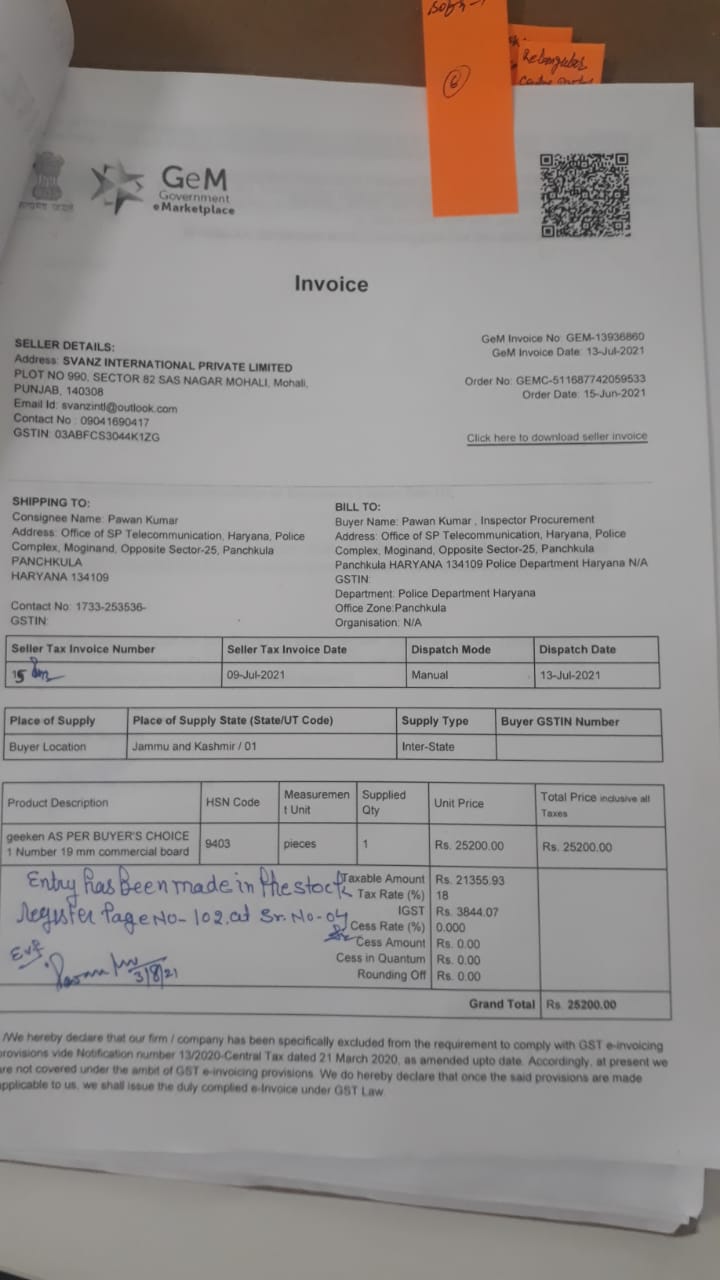 6
Relangular
GeM
Government
eMarketplace
Invoice
SELLER DETAILS:
Address: SVANZ INTERNATIONAL PRIVATE LIMITED
PLOT NO 990, SECTOR 82 SAS NAGAR MOHALI, Mohali,
PUNJAB, 140308
Email Id: svanzintl@outlook.com
Contact No : 09041690417
GSTIN: 03ABFCS3044K1ZG
GeM Invoice No: GEM-13936860
GeM Invoice Date: 13-Jul-2021
Order No: GEMC-511687742059533
Order Date: 15-Jun-2021
Click here to download seller invoice
SHIPPING TO:
Consignee Name: Pawan Kumar
Address: Office of SP Telecommunication, Haryana, Police
Complex, Moginand, Opposite Sector-25, Panchkula
PANCHKULA
HARYANA 134109
Contact No: 1733-253536-
GSTIN:
BILL TO:
Buyer Name: Pawan Kumar , Inspector Procurement
Address: Office of SP Telecommunication, Haryana, Police
Complex, Moginand, Opposite Sector-25, Panchkula
Panchkula HARYANA 134109 Police Department Haryana N/A
GSTIN:
Department: Police Department Haryana
Office Zone:Panchkula
Organisation: N/A
Seller Tax Invoice Number Seller Tax Invoice Date Dispatch Mode Dispatch Date
15 09-Jul-2021 Manual 13-Jul-2021
Place of Supply Place of Supply State (State/UT Code) Supply Type Buyer GSTIN Number
Buyer Location Jammu and Kashmir / 01 Inter-State
Product Description HSN Code Measuremen t Unit Supplied Qty Unit Price Total Price inclusive all Taxes
geeken AS PER BUYER'S CHOICE 9403 pieces 1 Rs. 25200.00 Rs. 25200.00
1 Number 19 mm commercial board
Taxable Amount Rs. 21355.93
Tax Rate (%) 18
IGST Rs. 3844.07
Cess Rate (%) 0.000
Cess Amount Rs. 0.00
Cess in Quantum Rs. 0.00
Rounding Off Rs. 0.00
Entry has been made in the stock
register Page No- 102, at Sr. No-04
3/8/21
Grand Total Rs. 25200.00
/We hereby declare that our firm / company has been specifically excluded from the requirement to comply with GST e-invoicing
provisions vide Notification number 13/2020-Central Tax dated 21 March 2020, as amended upto date. Accordingly, at present we
are not covered under the ambit of GST e-invoicing provisions. We do hereby declare that once the said provisions are made
applicable to us, we shall issue the duly complied e-Invoice under GST Law.